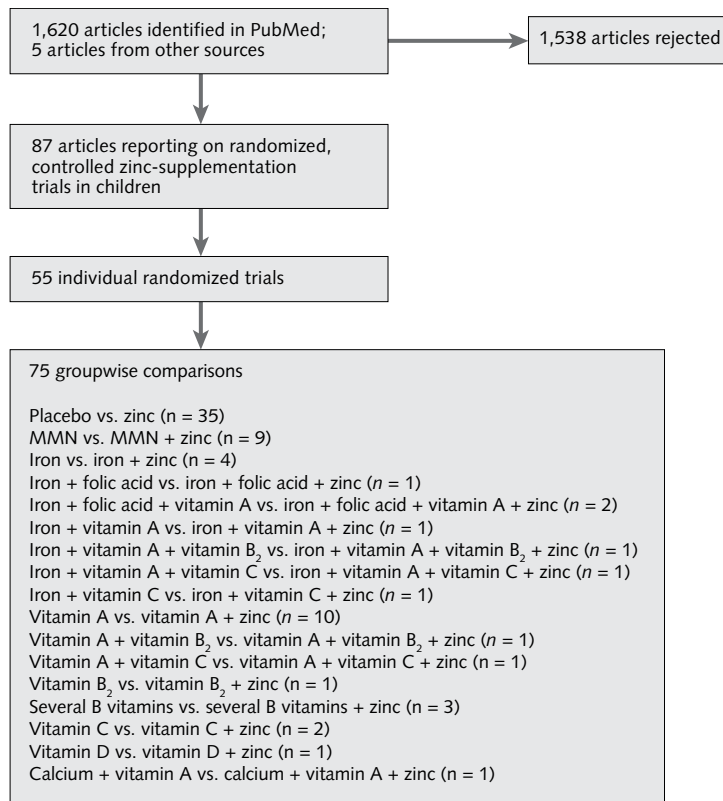 1,620 articles identified in PubMed;
5 articles from other sources
1,538 articles rejected
87 articles reporting on randomized,
controlled zinc-supplementation
trials in children
55 individual randomized trials
75 groupwise comparisons
Placebo vs. zinc (n = 35)
MMN vs. MMN + zinc (n = 9)
Iron vs. iron + zinc (n = 4)
Iron + folic acid vs. iron + folic acid + zinc (n = 1)
Iron + folic acid + vitamin A vs. iron + folic acid + vitamin A + zinc (n = 2)
Iron + vitamin A vs. iron + vitamin A + zinc (n = 1)
Iron + vitamin A + vitamin B₂ vs. iron + vitamin A + vitamin B₂ + zinc (n = 1)
Iron + vitamin A + vitamin C vs. iron + vitamin A + vitamin C + zinc (n = 1)
Iron + vitamin C vs. iron + vitamin C + zinc (n = 1)
Vitamin A vs. vitamin A + zinc (n = 10)
Vitamin A + vitamin B₂ vs. vitamin A + vitamin B₂ + zinc (n = 1)
Vitamin A + vitamin C vs. vitamin A + vitamin C + zinc (n = 1)
Vitamin B₂ vs. vitamin B₂ + zinc (n = 1)
Several B vitamins vs. several B vitamins + zinc (n = 3)
Vitamin C vs. vitamin C + zinc (n = 2)
Vitamin D vs. vitamin D + zinc (n = 1)
Calcium + vitamin A vs. calcium + vitamin A + zinc (n = 1)